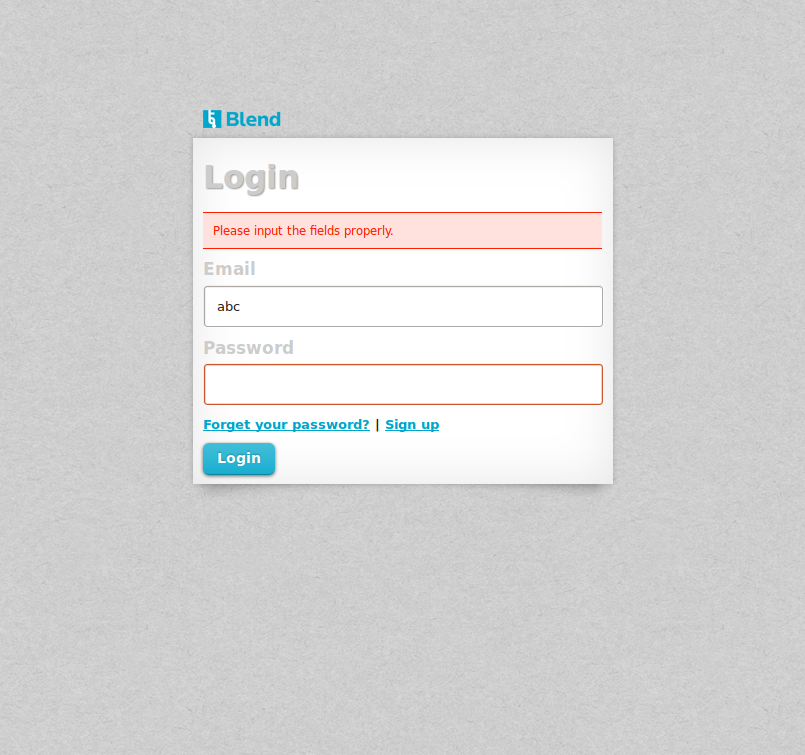 Blend
Login
Please input the fields properly.
Email
abc
Password
Forget your password? | Sign up
Login